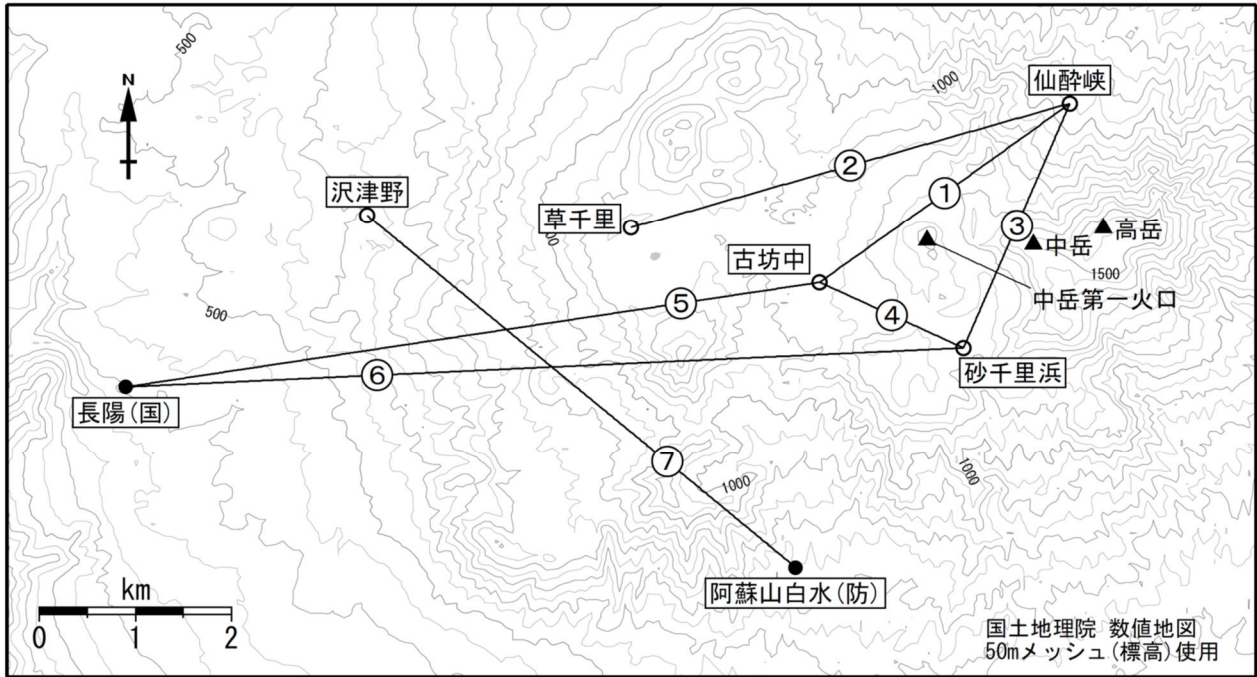 500
N
1000
仙酔峡
②
沢津野
①
草千里
③
高岳
中岳
古坊中
1500
中岳第一火口
⑤
④
500
砂千里浜
⑥
長陽(国)
⑦
1000
1000
阿蘇山白水(防)
km
0 1 2
国土地理院 数値地図
50mメッシュ(標高)使用